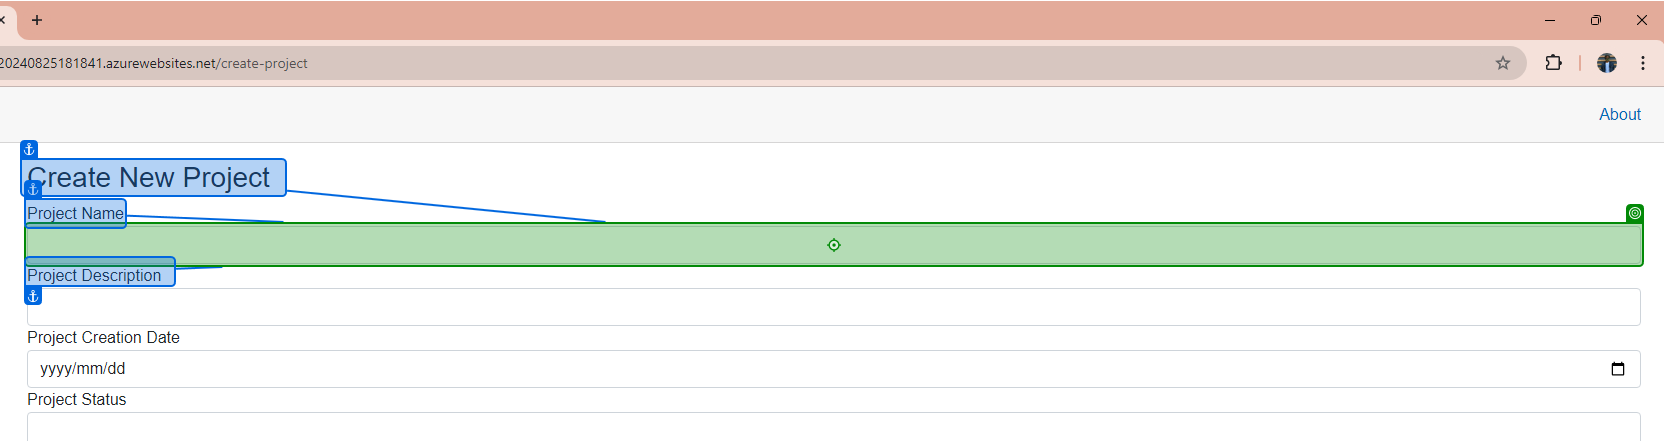 20240825181841.azurewebsites.net/create-project
About
Create New Project
Project Name
Project Description
Project Creation Date
yyyy/mm/dd
Project Status